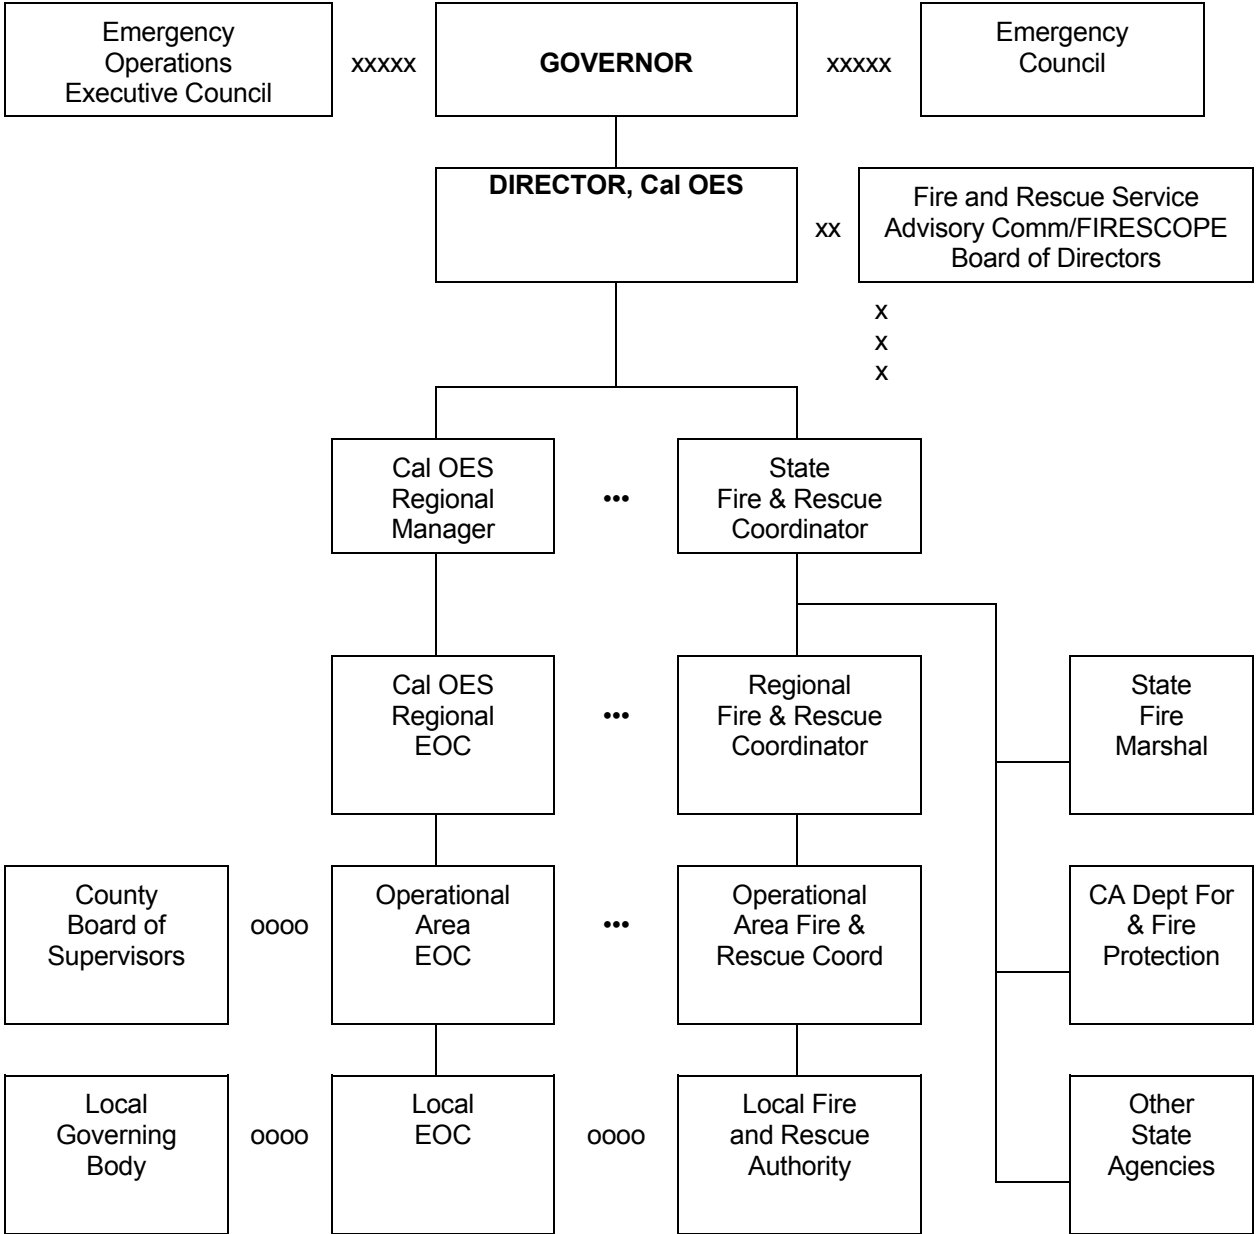 Emergency
Operations
Executive Council
xxxxx
GOVERNOR
xxxxx
Emergency
Council
DIRECTOR, Cal OES
xx
Fire and Rescue Service
Advisory Comm/FIRESCOPE
Board of Directors
x
x
x
Cal OES
Regional
Manager
•••
State
Fire & Rescue
Coordinator
Cal OES
Regional
EOC
•••
Regional
Fire & Rescue
Coordinator
State
Fire
Marshal
County
Board of
Supervisors
oooo
Operational
Area
EOC
•••
Operational
Area Fire &
Rescue Coord
CA Dept For
& Fire
Protection
Local
Governing
Body
oooo
Local
EOC
oooo
Local Fire
and Rescue
Authority
Other
State
Agencies